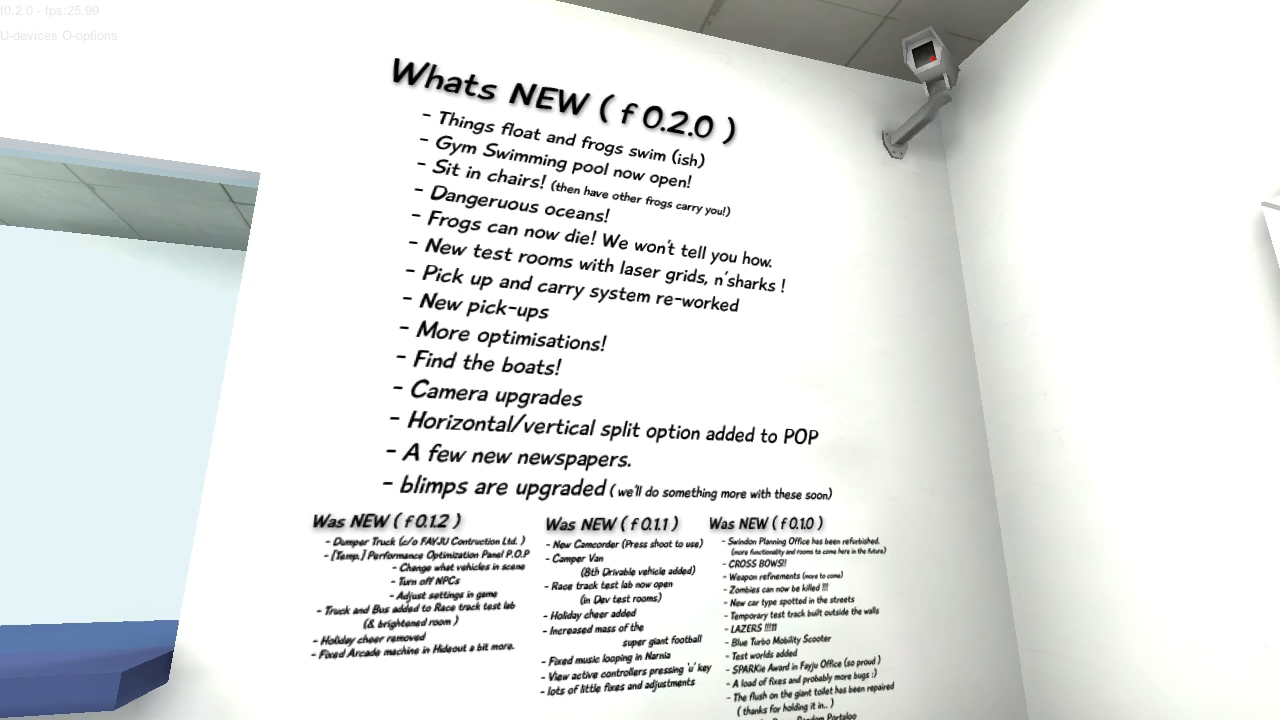 f0.2.0 - fps:25.99
U-devices O-options
Whats NEW ( f 0.2.0 )
- Things float and frogs swim (ish)
- Gym Swimming pool now open!
- Sit in chairs! (then have other frogs carry you!)
- Dangeruous oceans!
- Frogs can now die! We won't tell you how.
- New test rooms with laser grids, n'sharks !
- Pick up and carry system re-worked
- New pick-ups
- More optimisations!
- Find the boats!
- Camera upgrades
- Horizontal/vertical split option added to POP
- A few new newspapers.
- blimps are upgraded ( we'll do something more with these soon)
Was NEW ( f 0.1.2 )
- Dumper Truck (c/o FAYJU Contruction Ltd. )
- [Temp.] Performance Optimization Panel P.O.P
- Change what vehicles in scene
- Turn off NPCs
- Adjust settings in game
- Truck and Bus added to Race track test lab
(& brightened room )
- Holiday cheer removed
- Fixed Arcade machine in Hideout a bit more.
Was NEW ( f 0.1.1 )
- New Camcorder (Press shoot to use)
- Camper Van
(8th Drivable vehicle added)
- Race track test lab now open
(in Dev test rooms)
- Holiday cheer added
- Increased mass of the
super giant football
- Fixed music looping in Narnia
- View active controllers pressing 'u' key
- lots of little fixes and adjustments
Was NEW ( f 0.1.0 )
- Swindon Planning Office has been refurbished.
(more functionality and rooms to come here in the future)
- CROSS BOWS!!
- Weapon refinements (more to come)
- Zombies can now be killed !!!
- New car type spotted in the streets
- Temporary test track built outside the walls
- LAZERS !!!!!
- Blue Turbo Mobility Scooter
- Test worlds added
- SPARKie Award in Fayju Office (so proud )
- A load of fixes and probably more bugs :)
- The flush on the giant toilet has been repaired
( thanks for holding it in.. )
Random Portaloo